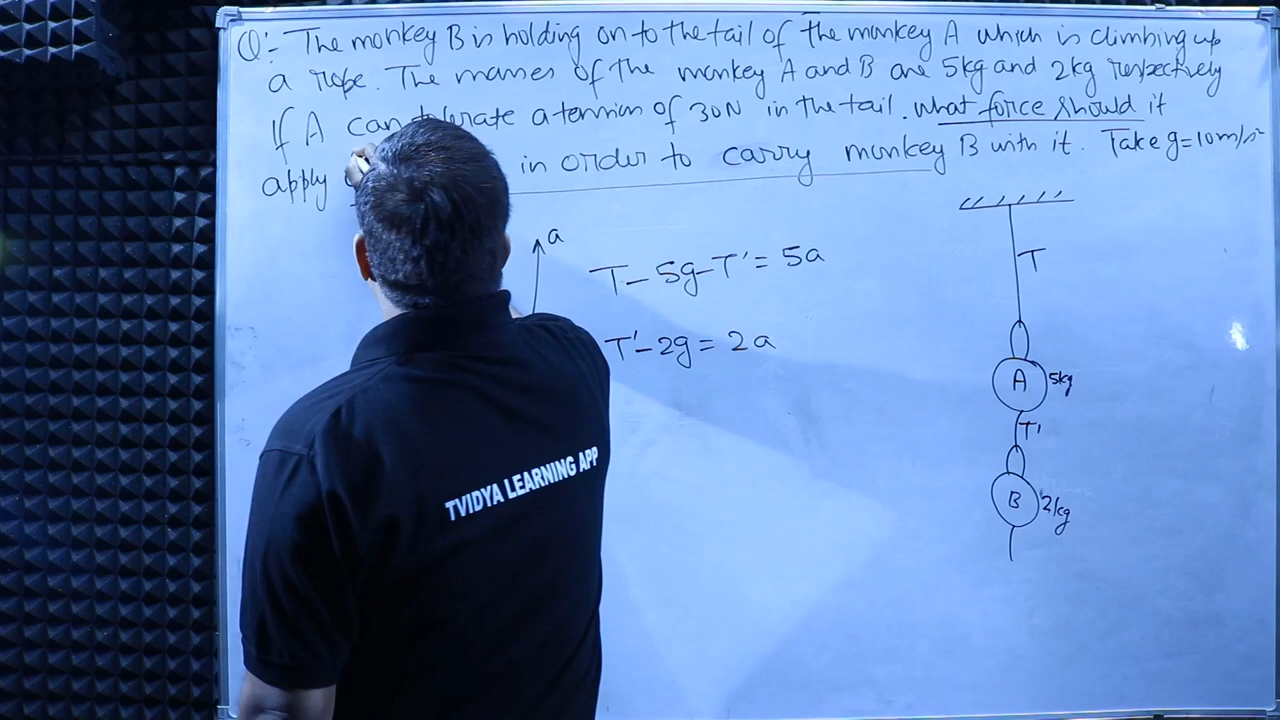 Q:- The monkey B is holding on to the tail of the monkey A which is climbing up
a rope. The masses of the monkey A and B are 5kg and 2kg respectively
If A can tolerate a tension of 30N in the tail. what force should it
apply in order to carry monkey B with it. Take g=10m/s²
a
T - 5g - T' = 5a
T' - 2g = 2a
T
A 5kg
T'
B 2kg
TVIDYA LEARNING APP